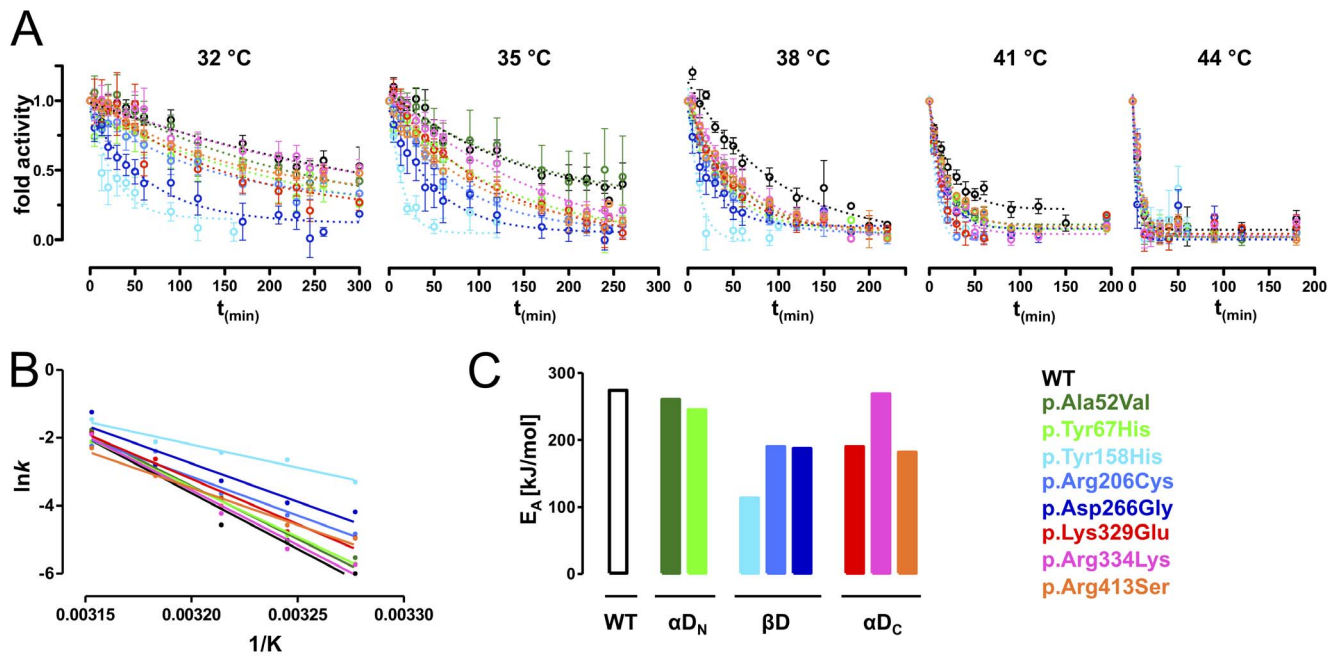 A
32 °C
35 °C
38 °C
41 °C
44 °C
fold activity
1.0
0.5
0.0
0 50 100 150 200 250 300
0 50 100 150 200 250 300
0 50 100 150 200
0 50 100 150 200
0 50 100 150 200
t(min)
t(min)
t(min)
t(min)
t(min)
B
lnk
0
-2
-4
-6
0.00315 0.00320 0.00325 0.00330
1/K
C
EA [kJ/mol]
300
200
100
0
WT αDN βD αDC
WT
p.Ala52Val
p.Tyr67His
p.Tyr158His
p.Arg206Cys
p.Asp266Gly
p.Lys329Glu
p.Arg334Lys
p.Arg413Ser